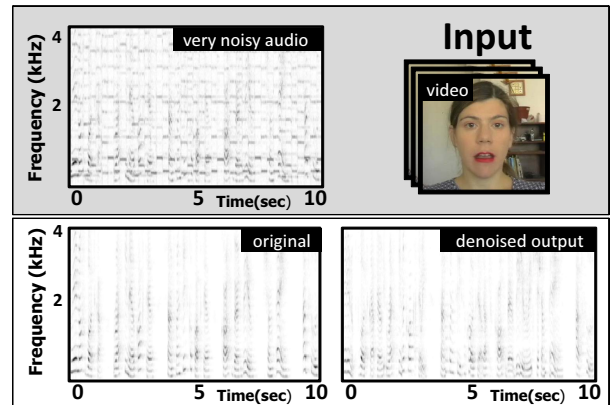 Input
very noisy audio
video
Frequency (kHz)
4
2
0
5
Time(sec)
10
original
denoised output
Frequency (kHz)
4
2
0
5
Time(sec)
10
0
5
Time(sec)
10